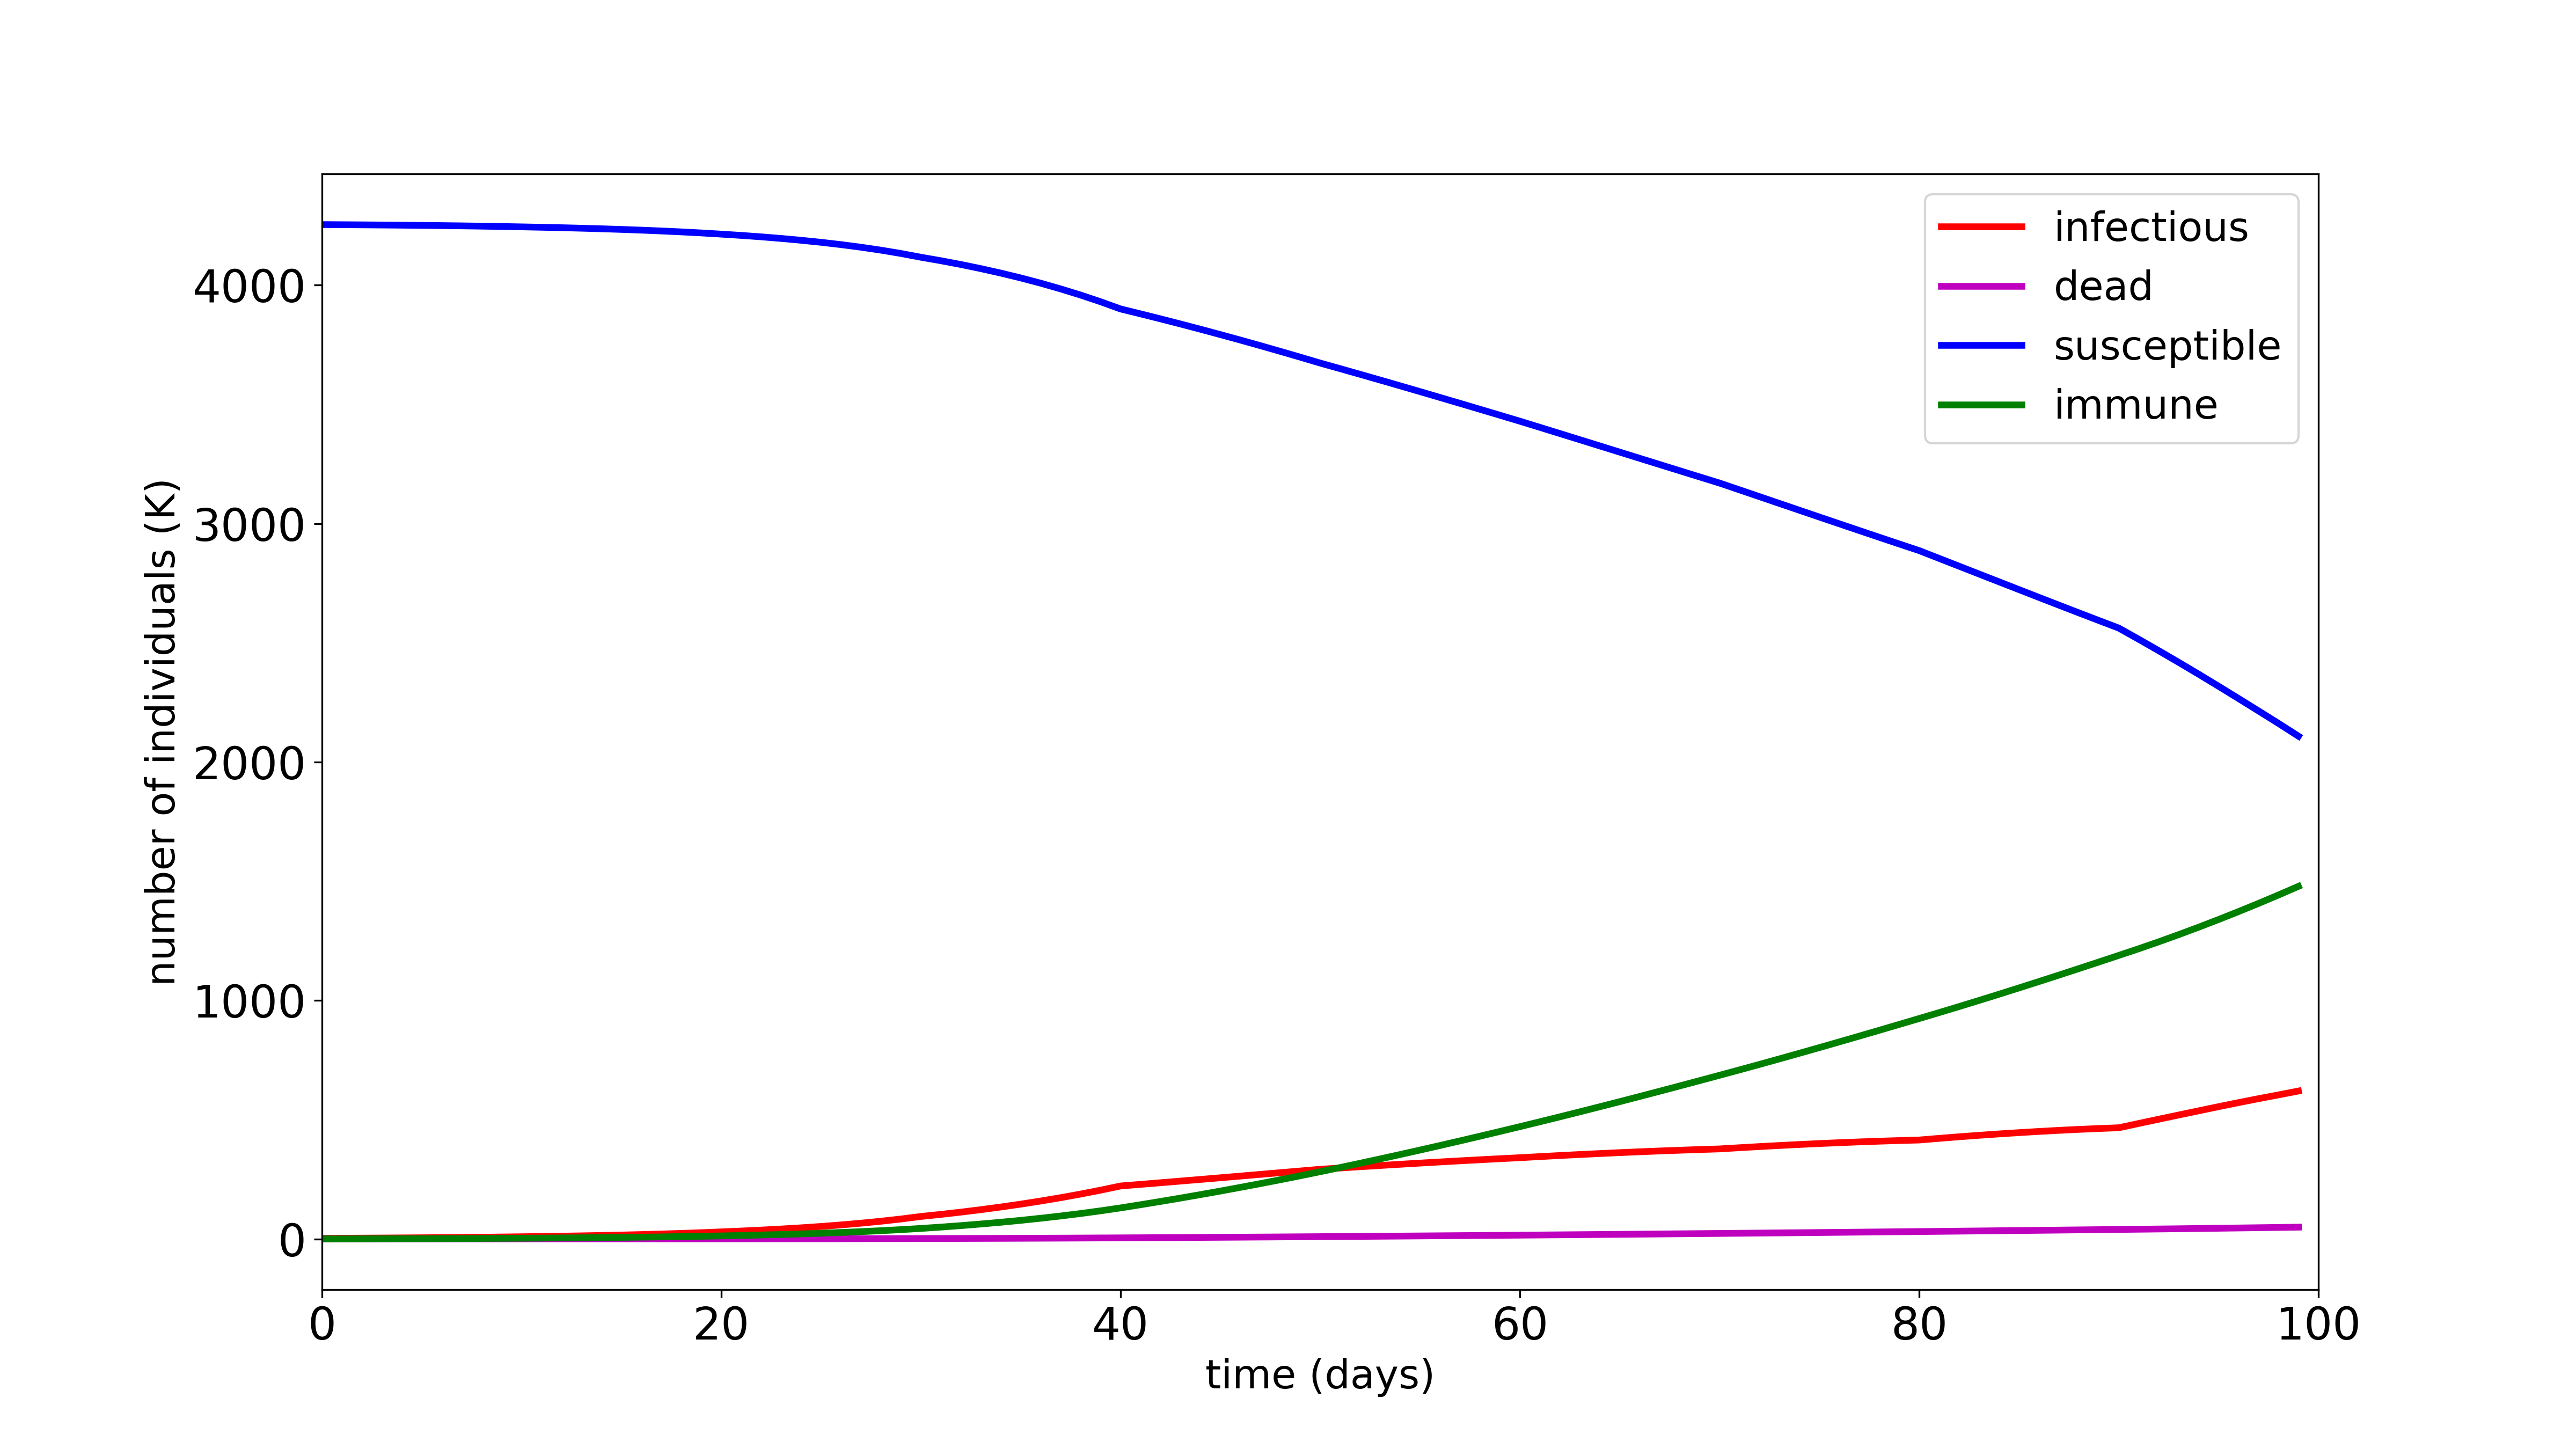 infectious
dead
susceptible
immune
number of individuals (K)
4000
3000
2000
1000
0
0 20 40 60 80 100
time (days)